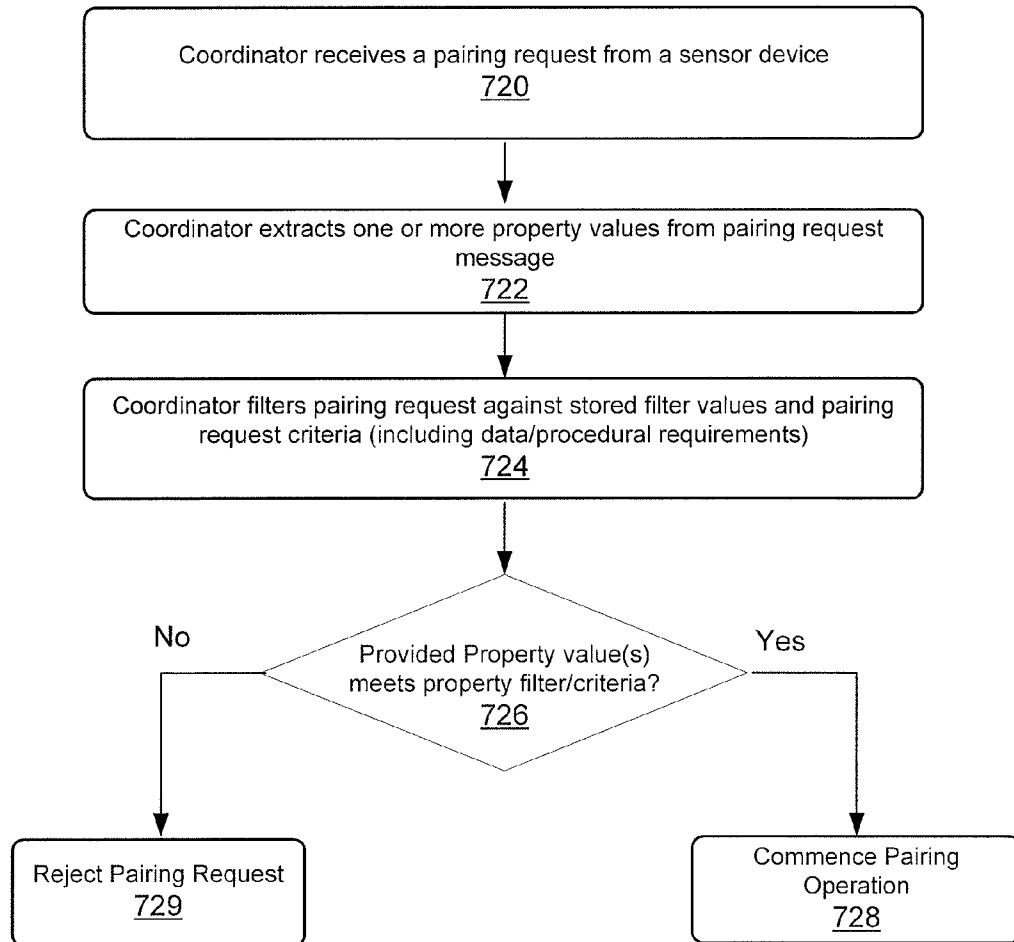 Coordinator receives a pairing request from a sensor device
720
Coordinator extracts one or more property values from pairing request
message
722
Coordinator filters pairing request against stored filter values and pairing
request criteria (including data/procedural requirements)
724
No
Yes
Provided Property value(s)
meets property filter/criteria?
726
Reject Pairing Request
729
Commence Pairing
Operation
728